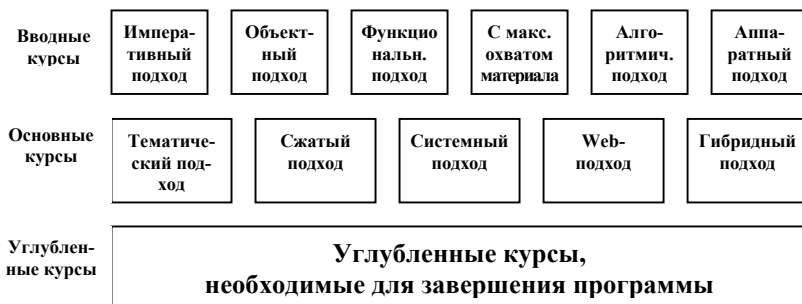 Вводные
курсы
Импера-
тивный
подход
Объект-
ный
подход
Функцио
нальн.
подход
С макс.
охватом
материала
Алго-
ритмич.
подход
Аппа-
ратный
подход
Основные
курсы
Тематиче-
ский под-
ход
Сжатый
подход
Системный
подход
Web-
подход
Гибридный
подход
Углублен-
ные курсы
Углубленные курсы,
необходимые для завершения программы